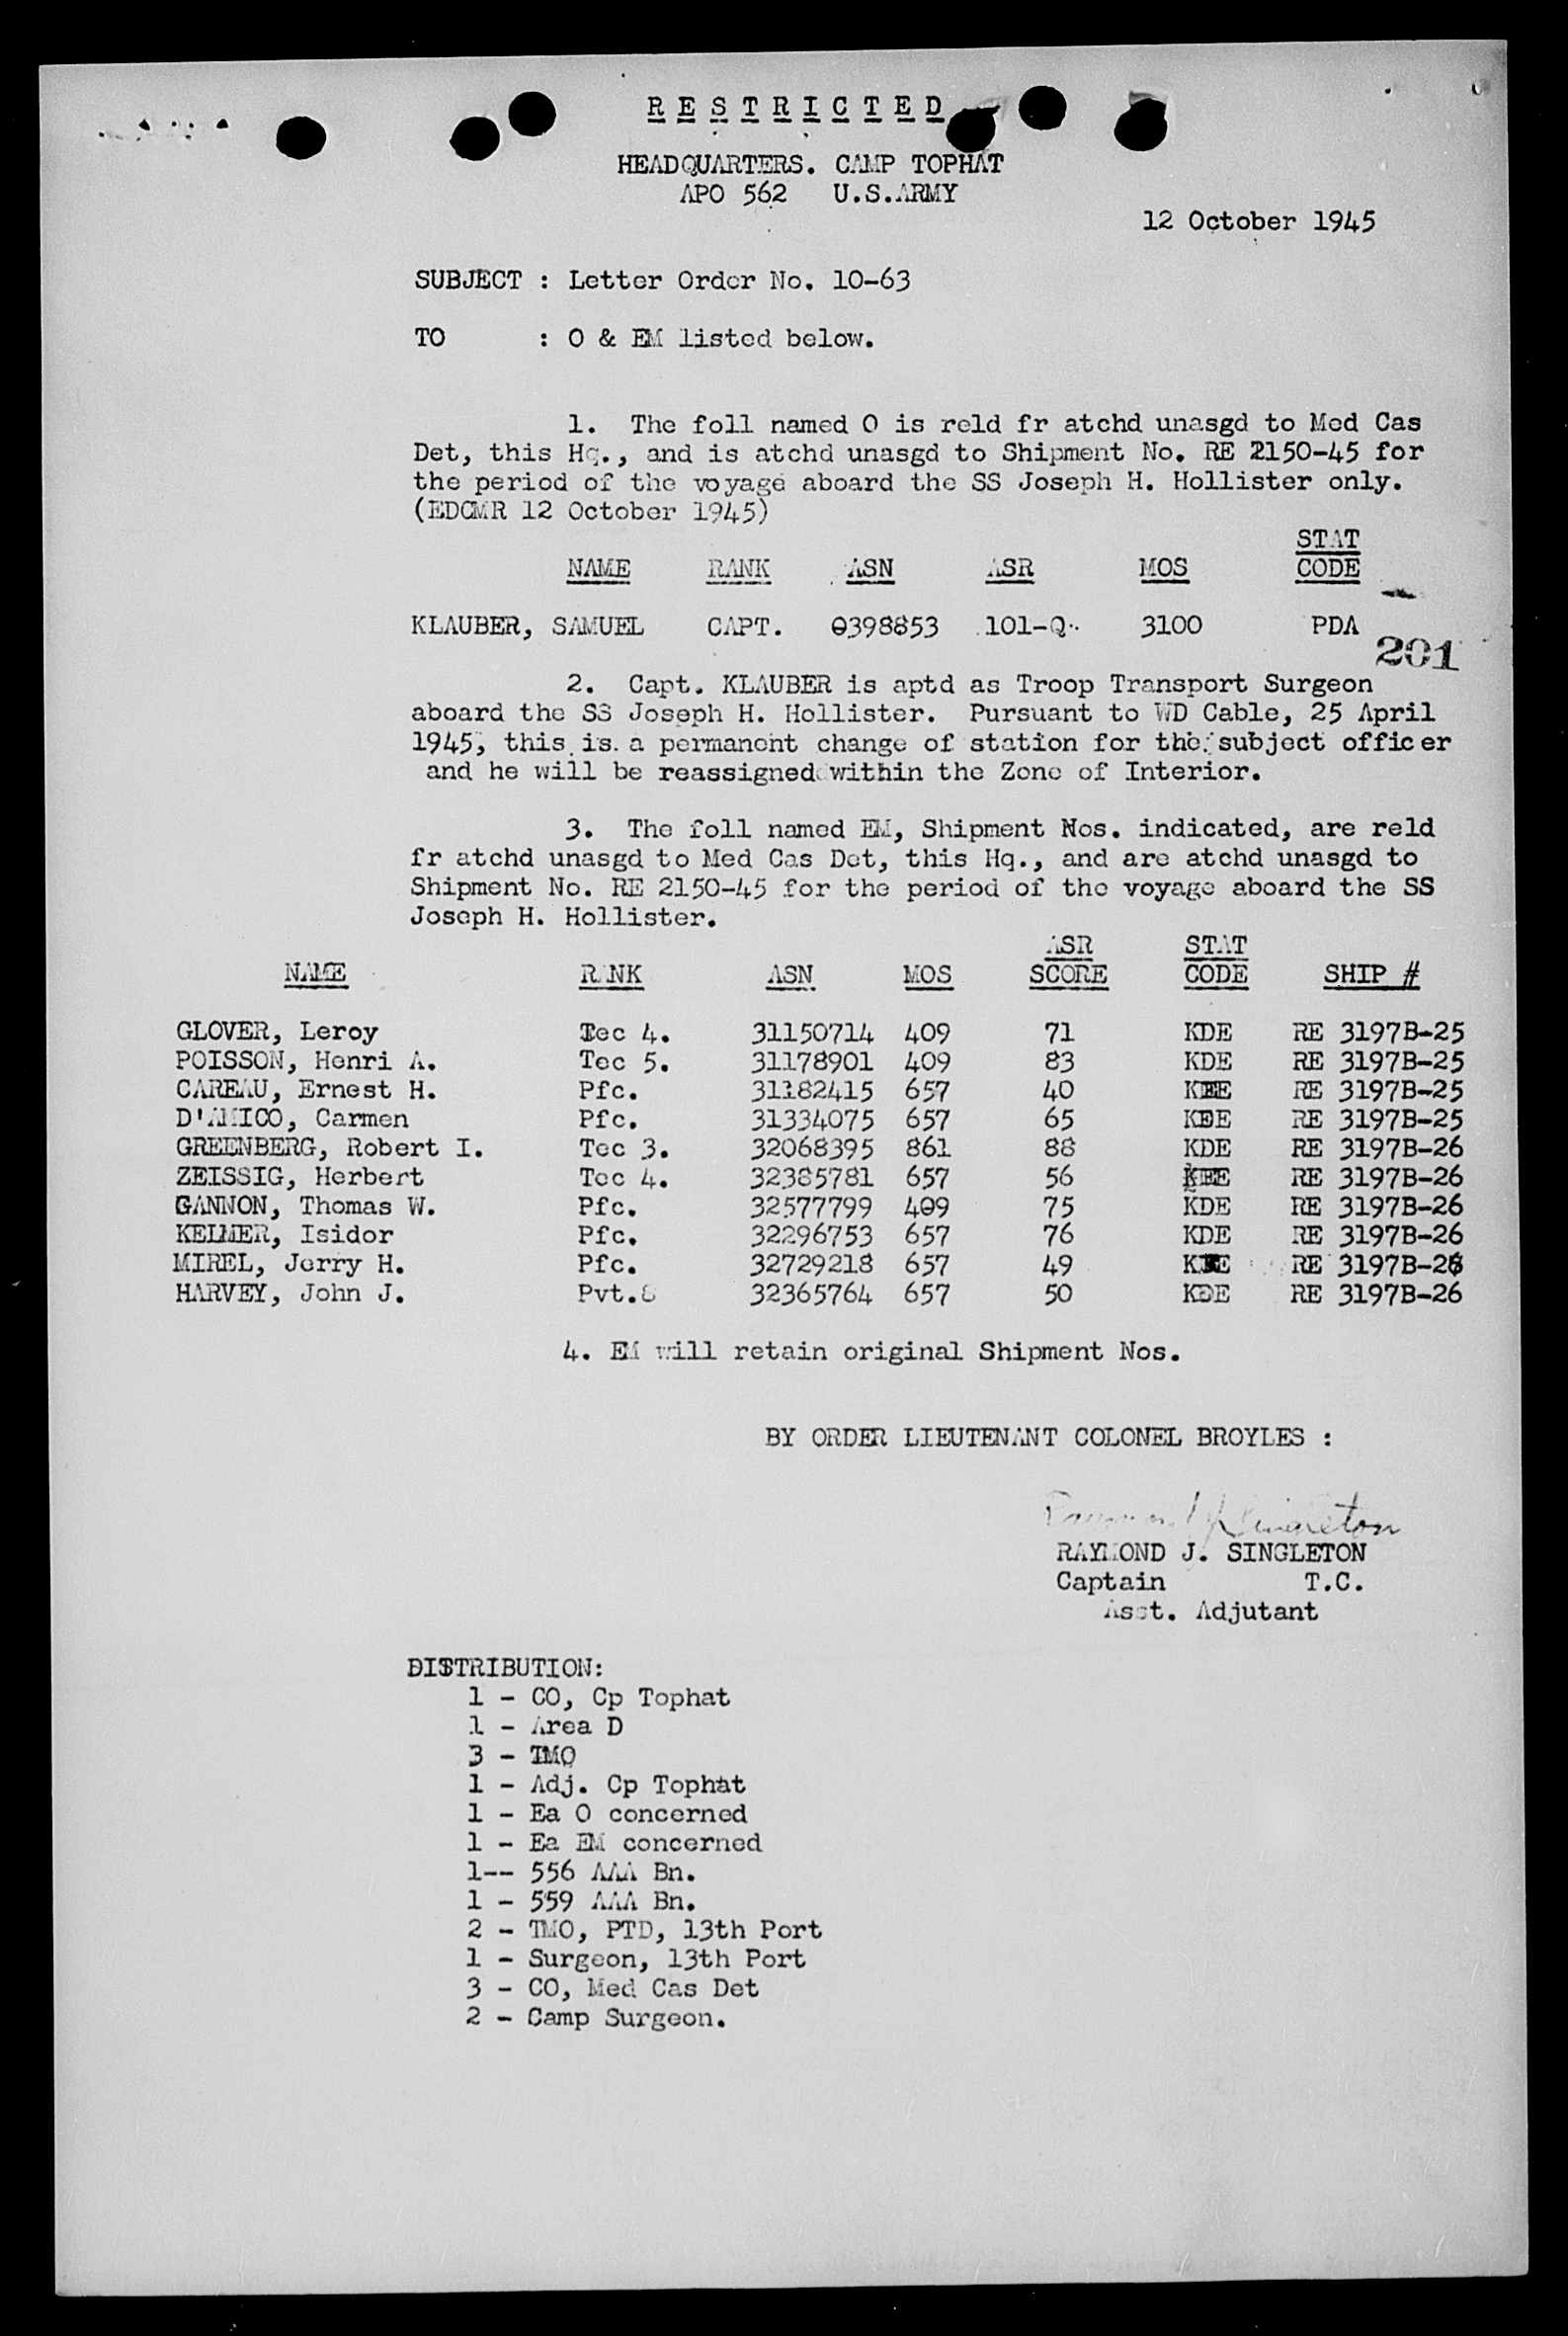 RESTRICTED
HEADQUARTERS. CAMP TOPHAT
APO 562 U.S.ARMY
12 October 1945
SUBJECT : Letter Order No. 10-63
TO : O & EM listed below.
1. The foll named O is reld fr atchd unasgd to Med Cas
Det, this Hq., and is atchd unasgd to Shipment No. RE 2150-45 for
the period of the voyage aboard the SS Joseph H. Hollister only.
(EDCMR 12 October 1945)
STAT
NAME RANK ASN ASR MOS CODE
KLAUBER, SAMUEL CAPT. 0398853 101-Q 3100 PDA
201
2. Capt. KLAUBER is aptd as Troop Transport Surgeon
aboard the SS Joseph H. Hollister. Pursuant to WD Cable, 25 April
1945, this is a permanent change of station for the subject officer
and he will be reassigned within the Zone of Interior.
3. The foll named EM, Shipment Nos. indicated, are reld
fr atchd unasgd to Med Cas Det, this Hq., and are atchd unasgd to
Shipment No. RE 2150-45 for the period of the voyage aboard the SS
Joseph H. Hollister.
ASR STAT
NAME RANK ASN MOS SCORE CODE SHIP #
GLOVER, Leroy Tec 4. 31150714 409 71 KDE RE 3197B-25
POISSON, Henri A. Tec 5. 31178901 409 83 KDE RE 3197B-25
CAREAU, Ernest H. Pfc. 31182415 657 40 RE 3197B-25
D'AMICO, Carmen Pfc. 31334075 657 65 RE 3197B-25
GREENBERG, Robert I. Tec 3. 32068395 861 88 KDE RE 3197B-26
ZEISSIG, Herbert Tec 4. 32385781 657 56 RE 3197B-26
GANNON, Thomas W. Pfc. 32577799 409 75 KDE RE 3197B-26
KELMER, Isidor Pfc. 32296753 657 76 KDE RE 3197B-26
MIREL, Jerry H. Pfc. 32729218 657 49 RE 3197B-26
HARVEY, John J. Pvt. 32365764 657 50 KDE RE 3197B-26
4. EM will retain original Shipment Nos.
BY ORDER LIEUTENANT COLONEL BROYLES :
Raymond J Singleton
RAYMOND J. SINGLETON
Captain T.C.
Asst. Adjutant
DISTRIBUTION:
1 - CO, Cp Tophat
1 - Area D
3 - TMO
1 - Adj. Cp Tophat
1 - Ea O concerned
1 - Ea EM concerned
1-- 556 AAA Bn.
1 - 559 AAA Bn.
2 - TMO, PTD, 13th Port
1 - Surgeon, 13th Port
3 - CO, Med Cas Det
2 - Camp Surgeon.